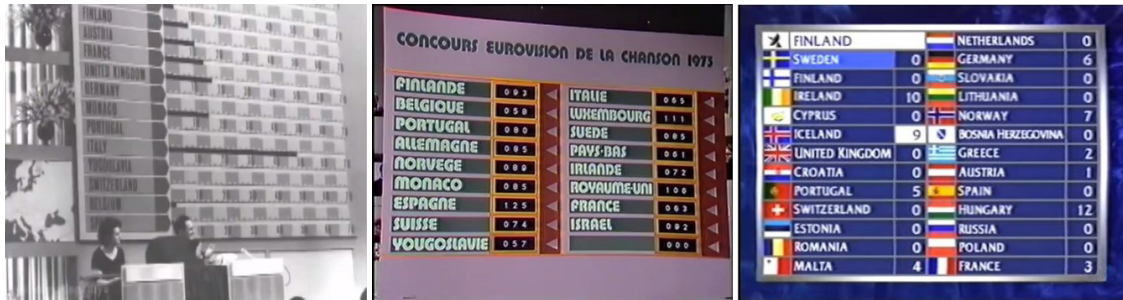 FINLAND
AUSTRIA
FRANCE
UNITED KINGDOM
GERMANY
MONACO
PORTUGAL
ITALY
YUGOSLAVIA
SWITZERLAND
BELGIUM
CONCOURS EUROVISION DE LA CHANSON 1973
FINLANDE 093
BELGIQUE 058
PORTUGAL 080
ALLEMAGNE 085
NORVEGE 089
MONACO 085
ESPAGNE 125
SUISSE 074
YOUGOSLAVIE 057
ITALIE 065
LUXEMBOURG 111
SUEDE 085
PAYS-BAS 061
IRLANDE 072
ROYAUME-UNI 100
FRANCE 063
ISRAEL 092
000
FINLAND
SWEDEN 0
FINLAND 0
IRELAND 10
CYPRUS 0
ICELAND 9
UNITED KINGDOM 0
CROATIA 0
PORTUGAL 5
SWITZERLAND 0
ESTONIA 0
ROMANIA 0
MALTA 4
NETHERLANDS 0
GERMANY 6
SLOVAKIA 0
LITHUANIA 0
NORWAY 7
BOSNIA HERZEGOVINA 0
GREECE 2
AUSTRIA 1
SPAIN 0
HUNGARY 12
RUSSIA 0
POLAND 0
FRANCE 3